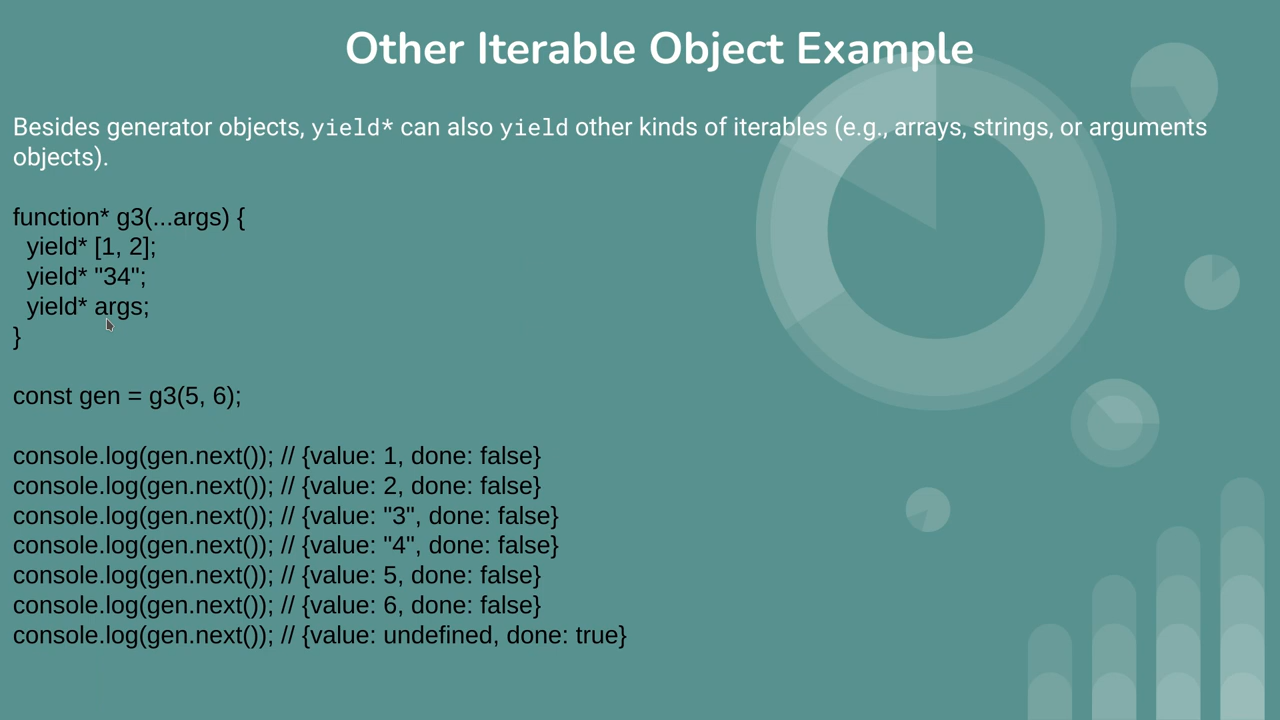 Other Iterable Object Example
Besides generator objects, yield* can also yield other kinds of iterables (e.g., arrays, strings, or arguments
objects).
function* g3(...args) {
  yield* [1, 2];
  yield* "34";
  yield* args;
}
const gen = g3(5, 6);
console.log(gen.next()); // {value: 1, done: false}
console.log(gen.next()); // {value: 2, done: false}
console.log(gen.next()); // {value: "3", done: false}
console.log(gen.next()); // {value: "4", done: false}
console.log(gen.next()); // {value: 5, done: false}
console.log(gen.next()); // {value: 6, done: false}
console.log(gen.next()); // {value: undefined, done: true}